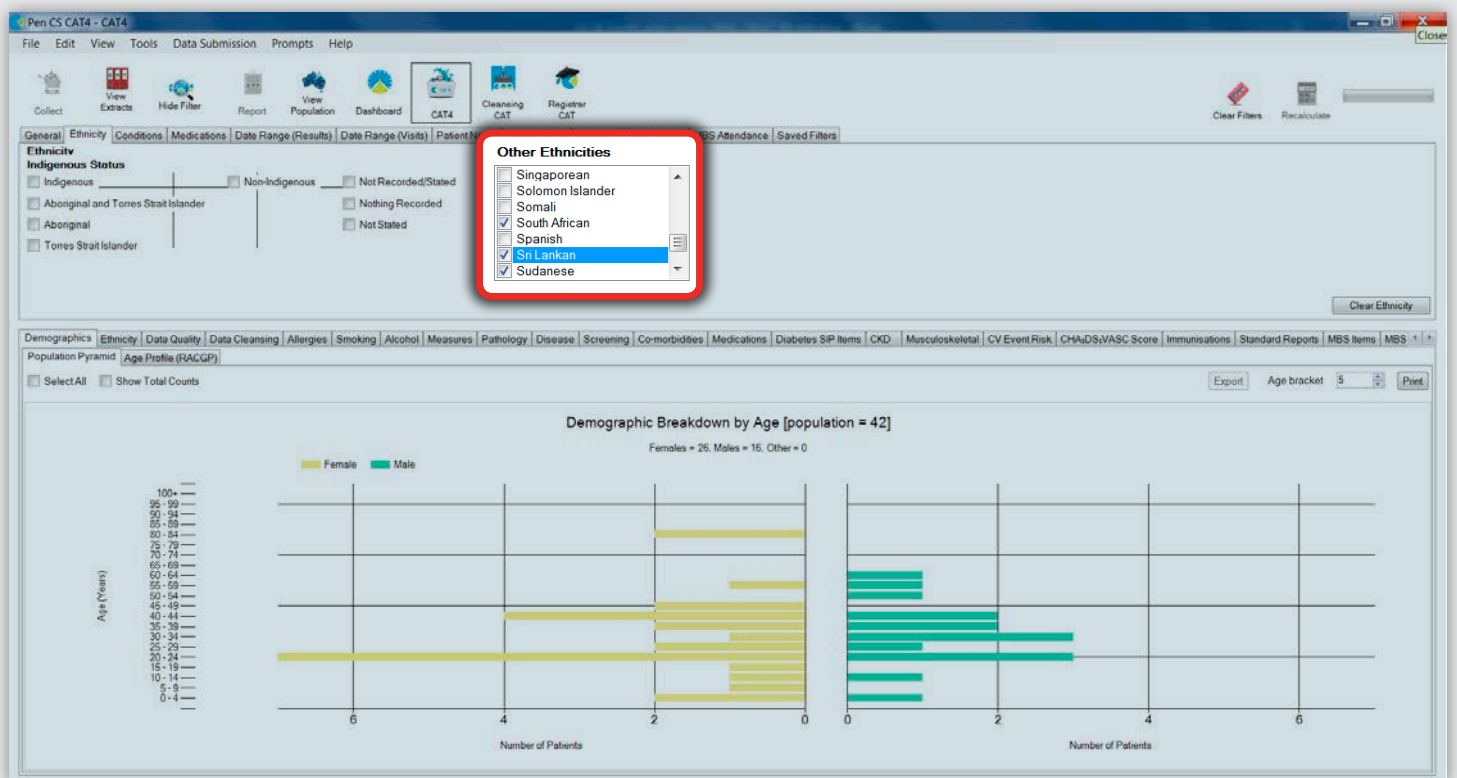 Pen CS CAT4 - CAT4
Close
File Edit View Tools Data Submission Prompts Help
Collect
View Extracts
Hide Filter
Report
View Population
Dashboard
CAT4
Cleansing CAT
Registrar CAT
Clear Filters
Recalculate
General Ethnicity Conditions Medications Date Range (Results) Date Range (Visits) Patient MBS Attendance Saved Filters
Ethnicity
Indigenous Status
Indigenous Non-Indigenous Not Recorded/Stated
Aboriginal and Torres Strait Islander Nothing Recorded
Aboriginal Not Stated
Torres Strait Islander
Other Ethnicities
Singaporean
Solomon Islander
Somali
South African
Spanish
Sri Lankan
Sudanese
Clear Ethnicity
Demographics Ethnicity Data Quality Data Cleansing Allergies Smoking Alcohol Measures Pathology Disease Screening Co-morbidities Medications Diabetes SIP Items CKD Musculoskeletal CV Event Risk CHA₂DS₂VASC Score Immunisations Standard Reports MBS Items MBS
Population Pyramid Age Profile (RACGP)
Select All Show Total Counts Export Age bracket 5 Print
Demographic Breakdown by Age [population = 42]
Females = 26, Males = 16, Other = 0
Female Male
100+
95 - 99
90 - 94
85 - 89
80 - 84
75 - 79
70 - 74
65 - 69
60 - 64
55 - 59
50 - 54
45 - 49
40 - 44
35 - 39
30 - 34
25 - 29
20 - 24
15 - 19
10 - 14
5 - 9
0 - 4
Age (Years)
6 4 2 0 0 2 4 6
Number of Patients Number of Patients